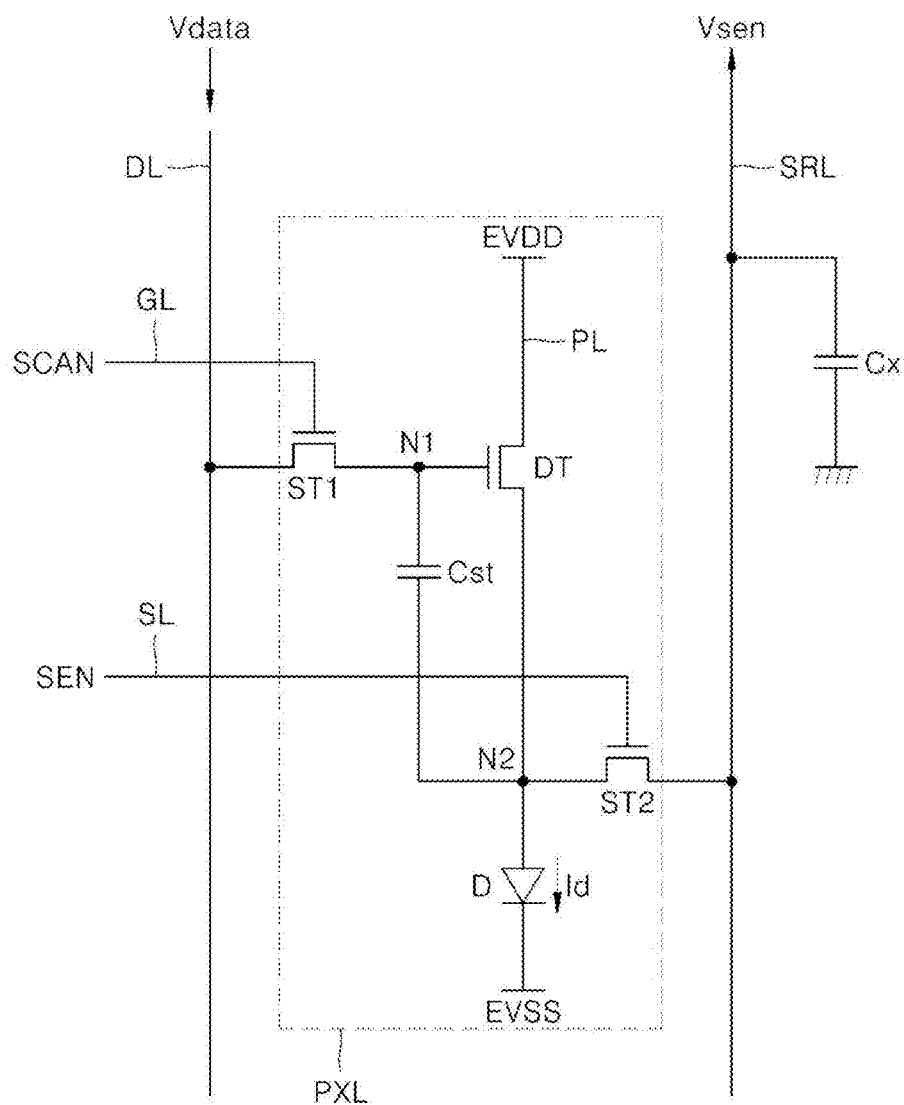 Vdata
Vsen
DL
SRL
EVDD
GL
PL
SCAN
Cx
N1
DT
ST1
Cst
SL
SEN
N2
ST2
D
Id
EVSS
PXL